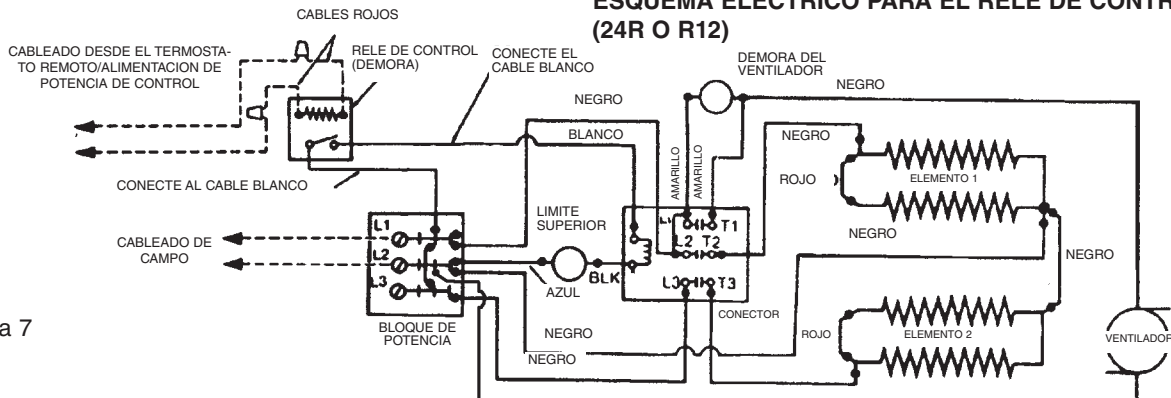 ESQUEMA ELECTRICO PARA EL RELE DE CONTR
(24R O R12)
CABLES ROJOS
CABLEADO DESDE EL TERMOSTA-
TO REMOTO/ALIMENTACION DE
POTENCIA DE CONTROL
RELE DE CONTROL
(DEMORA)
CONECTE EL
CABLE BLANCO
DEMORA DEL
VENTILADOR
NEGRO
NEGRO
BLANCO
NEGRO
AMARILLO
AMARILLO
ROJO
ELEMENTO 1
CONECTE AL CABLE BLANCO
L1
T1
L2
T2
L3
T3
NEGRO
NEGRO
LIMITE
SUPERIOR
L1
L2
L3
CABLEADO DE
CAMPO
AZUL
BLK
CONECTOR
BLOQUE DE
POTENCIA
NEGRO
NEGRO
ROJO
ELEMENTO 2
VENTILADOR
a 7